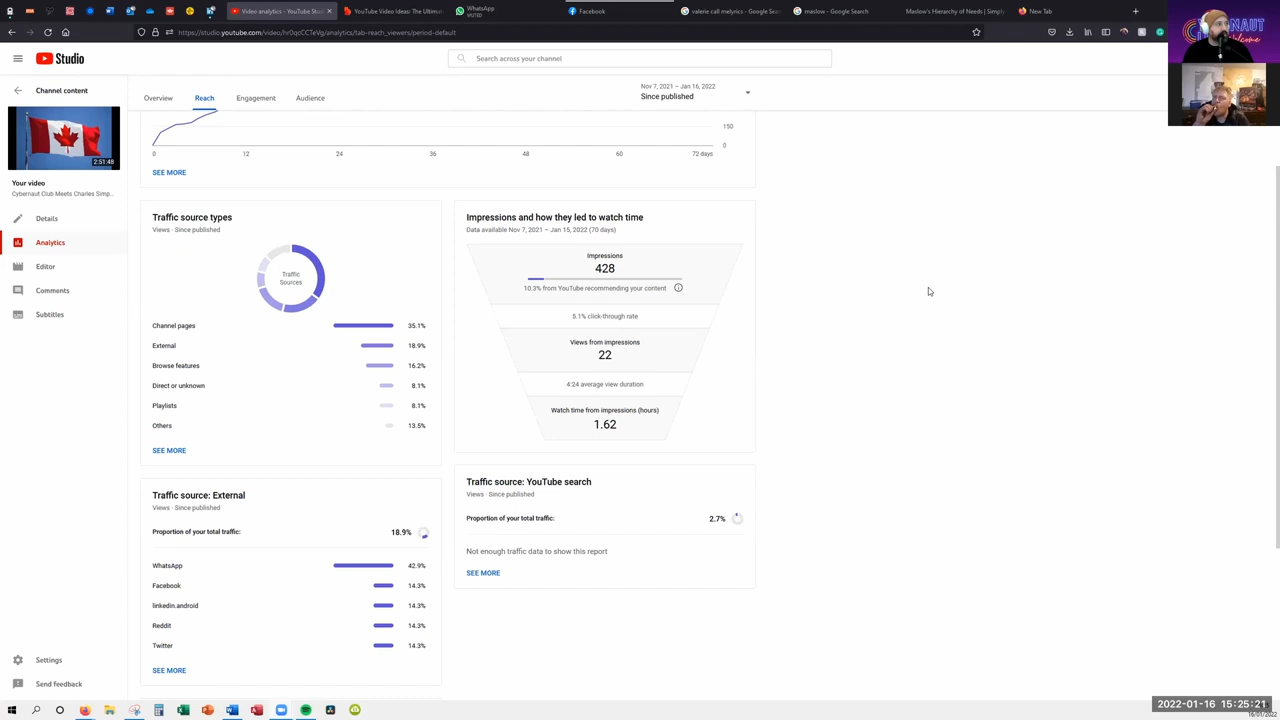 Video analytics - YouTube Stud
YouTube Video Ideas: The Ultima
WhatsApp
MUTED
Facebook
valerie call melyrics - Google Sea
maslow - Google Search
Maslow's Hierarchy of Needs | Simply
New Tab
https://studio.youtube.com/video/hr0qcCCTeVg/analytics/tab-reach_viewers/period-default
Studio
Search across your channel
Channel content
Overview
Reach
Engagement
Audience
Nov 7, 2021 – Jan 16, 2022
Since published
2:51:48
Your video
Cybernaut Club Meets Charles Simp...
Details
Analytics
Editor
Comments
Subtitles
Settings
Send feedback
150
0
0
12
24
36
48
60
72 days
SEE MORE
Traffic source types
Views · Since published
Traffic
Sources
Channel pages 35.1%
External 18.9%
Browse features 16.2%
Direct or unknown 8.1%
Playlists 8.1%
Others 13.5%
SEE MORE
Impressions and how they led to watch time
Data available Nov 7, 2021 – Jan 15, 2022 (70 days)
Impressions
428
10.3% from YouTube recommending your content
5.1% click-through rate
Views from impressions
22
4:24 average view duration
Watch time from impressions (hours)
1.62
Traffic source: External
Views · Since published
Proportion of your total traffic: 18.9%
WhatsApp 42.9%
Facebook 14.3%
linkedin.android 14.3%
Reddit 14.3%
Twitter 14.3%
SEE MORE
Traffic source: YouTube search
Views · Since published
Proportion of your total traffic: 2.7%
Not enough traffic data to show this report
SEE MORE
2022-01-16 15:25:21
16/01/2022